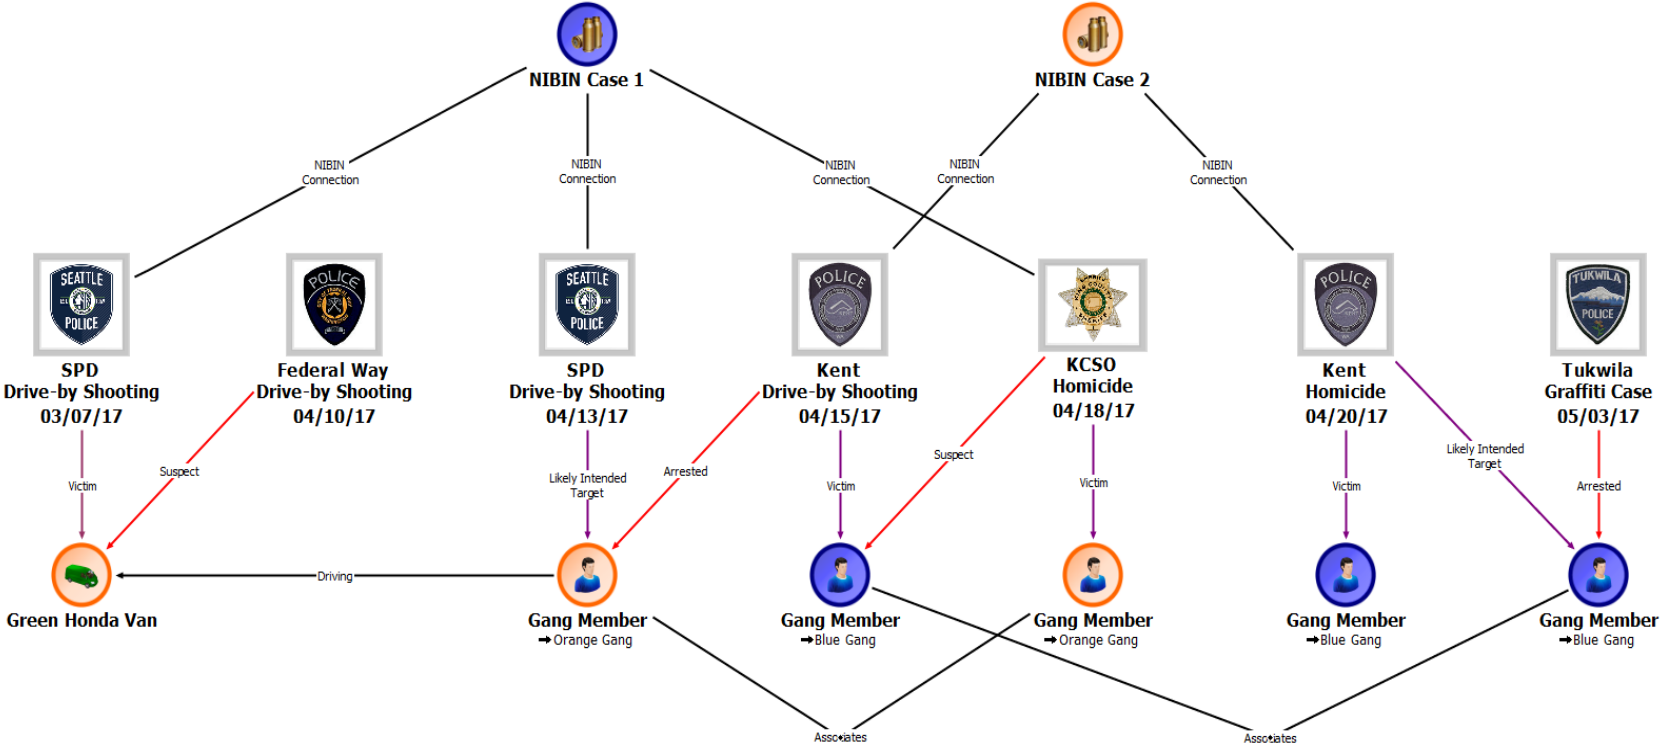 NIBIN Case 1
NIBIN Case 2
NIBIN
Connection
NIBIN
Connection
NIBIN
Connection
NIBIN
Connection
NIBIN
Connection
SEATTLE
POLICE
POLICE
SEATTLE
POLICE
POLICE
POLICE
TUKWILA
POLICE
SPD
Drive-by Shooting
03/07/17
Federal Way
Drive-by Shooting
04/10/17
SPD
Drive-by Shooting
04/13/17
Kent
Drive-by Shooting
04/15/17
KCSO
Homicide
04/18/17
Kent
Homicide
04/20/17
Tukwila
Graffiti Case
05/03/17
Victim
Suspect
Likely Intended
Target
Arrested
Victim
Suspect
Victim
Victim
Likely Intended
Target
Arrested
Driving
Green Honda Van
Gang Member
➞Orange Gang
Gang Member
➞Blue Gang
Gang Member
➞Orange Gang
Gang Member
➞Blue Gang
Gang Member
➞Blue Gang
Associates
Associates